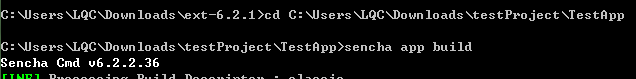 C:\Users\LQC\Downloads\ext-6.2.1>cd C:\Users\LQC\Downloads\testProject\TestApp
C:\Users\LQC\Downloads\testProject\TestApp>sencha app build
Sencha Cmd v6.2.2.36
[INF] Processing Build Descriptor : classic